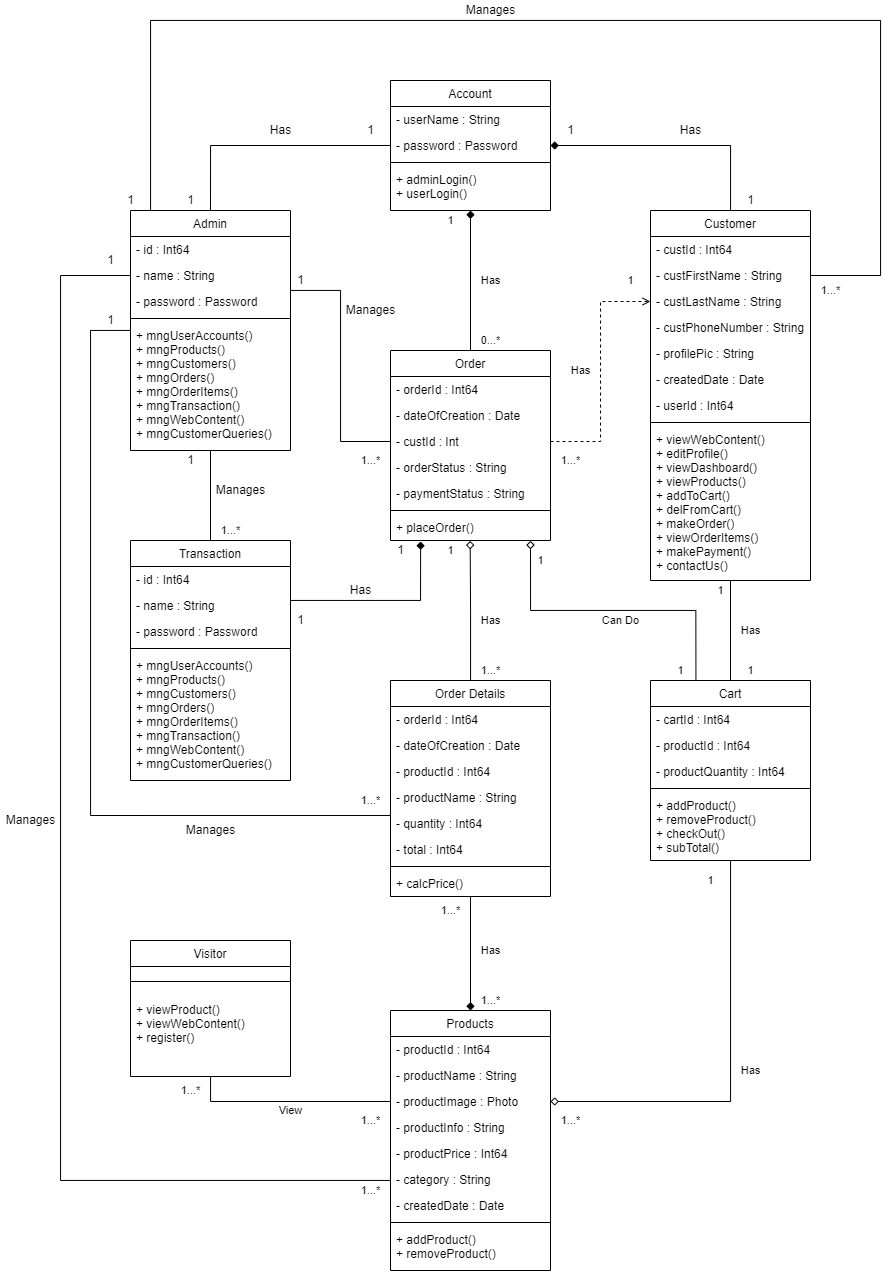 Manages
Account
- userName : String
- password : Password
+ adminLogin()
+ userLogin()
Has
1
1
Has
1
1
1
1
Admin
- id : Int64
- name : String
- password : Password
+ mngUserAccounts()
+ mngProducts()
+ mngCustomers()
+ mngOrders()
+ mngOrderItems()
+ mngTransaction()
+ mngWebContent()
+ mngCustomerQueries()
1
1
1
Manages
1...*
1
Has
0...*
Customer
- custId : Int64
- custFirstName : String
- custLastName : String
- custPhoneNumber : String
- profilePic : String
- createdDate : Date
- userId : Int64
+ viewWebContent()
+ editProfile()
+ viewDashboard()
+ viewProducts()
+ addToCart()
+ delFromCart()
+ makeOrder()
+ viewOrderItems()
+ makePayment()
+ contactUs()
1...*
1
Has
1...*
Order
- orderId : Int64
- dateOfCreation : Date
- custId : Int
- orderStatus : String
- paymentStatus : String
+ placeOrder()
1
Manages
1...*
Transaction
- id : Int64
- name : String
- password : Password
+ mngUserAccounts()
+ mngProducts()
+ mngCustomers()
+ mngOrders()
+ mngOrderItems()
+ mngTransaction()
+ mngWebContent()
+ mngCustomerQueries()
1
Has
1
1
Has
1...*
1
Can Do
1
1
Has
1
Order Details
- orderId : Int64
- dateOfCreation : Date
- productId : Int64
- productName : String
- quantity : Int64
- total : Int64
+ calcPrice()
Cart
- cartId : Int64
- productId : Int64
- productQuantity : Int64
+ addProduct()
+ removeProduct()
+ checkOut()
+ subTotal()
1...*
Manages
Manages
1...*
Has
1...*
1
Has
1...*
Visitor
+ viewProduct()
+ viewWebContent()
+ register()
1...*
View
1...*
Products
- productId : Int64
- productName : String
- productImage : Photo
- productInfo : String
- productPrice : Int64
- category : String
- createdDate : Date
+ addProduct()
+ removeProduct()
1...*